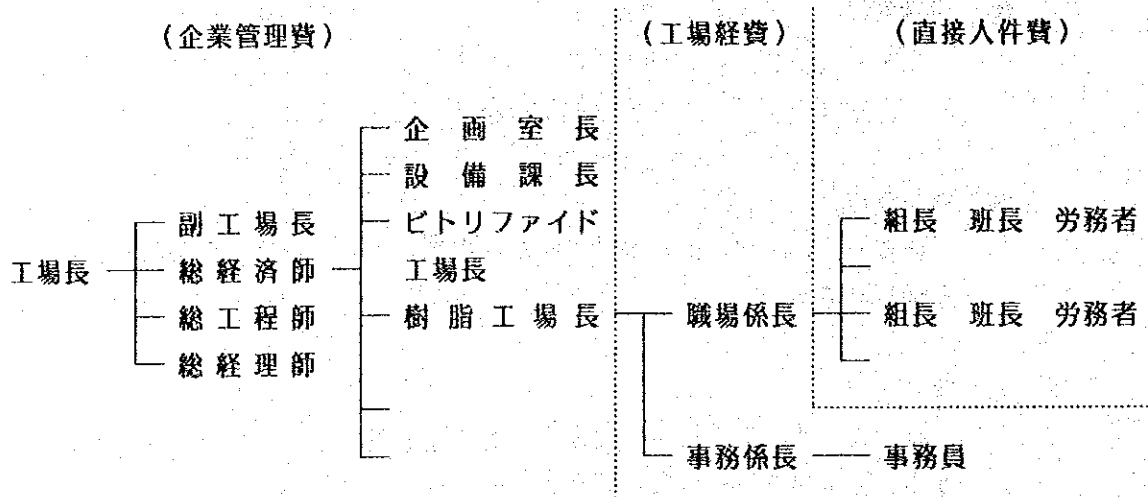 (企業管理費) (工場経費) (直接人件費)
企画室長
設備課長
副工場長 ビトリファイド 組長 班長 労務者
工場長 総経済師 工場長
総工程師 樹脂工場長 職場係長 組長 班長 労務者
総経理師
事務係長 事務員